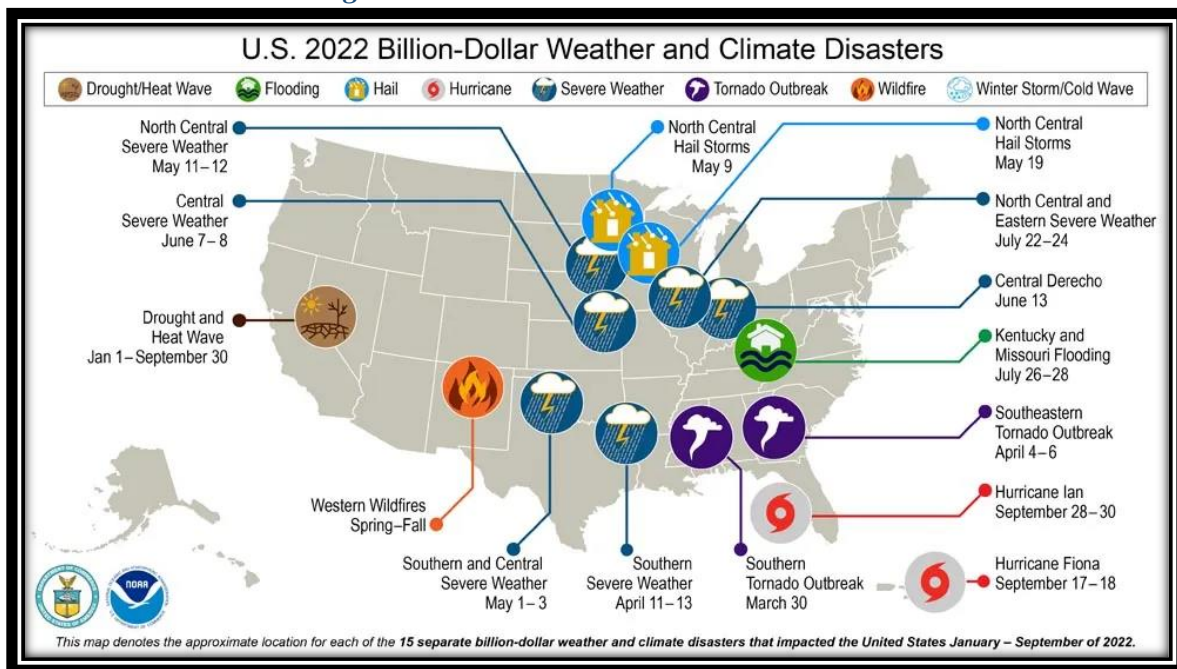 U.S. 2022 Billion-Dollar Weather and Climate Disasters
Drought/Heat Wave Flooding Hail Hurricane Severe Weather Tornado Outbreak Wildfire Winter Storm/Cold Wave
North Central
Severe Weather
May 11–12
North Central
Hail Storms
May 9
North Central
Hail Storms
May 19
Central
Severe Weather
June 7–8
North Central and
Eastern Severe Weather
July 22–24
Central Derecho
June 13
Drought and
Heat Wave
Jan 1–September 30
Kentucky and
Missouri Flooding
July 26–28
Southeastern
Tornado Outbreak
April 4–6
Western Wildfires
Spring–Fall
Hurricane Ian
September 28–30
Southern and Central
Severe Weather
May 1–3
Southern
Severe Weather
April 11–13
Southern
Tornado Outbreak
March 30
Hurricane Fiona
September 17–18
NOAA
This map denotes the approximate location for each of the 15 separate billion-dollar weather and climate disasters that impacted the United States January – September of 2022.